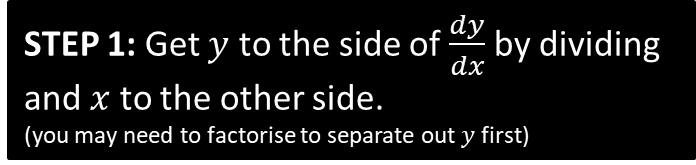 STEP 1: Get y to the side of dy/dx by dividing
and x to the other side.
(you may need to factorise to separate out y first)